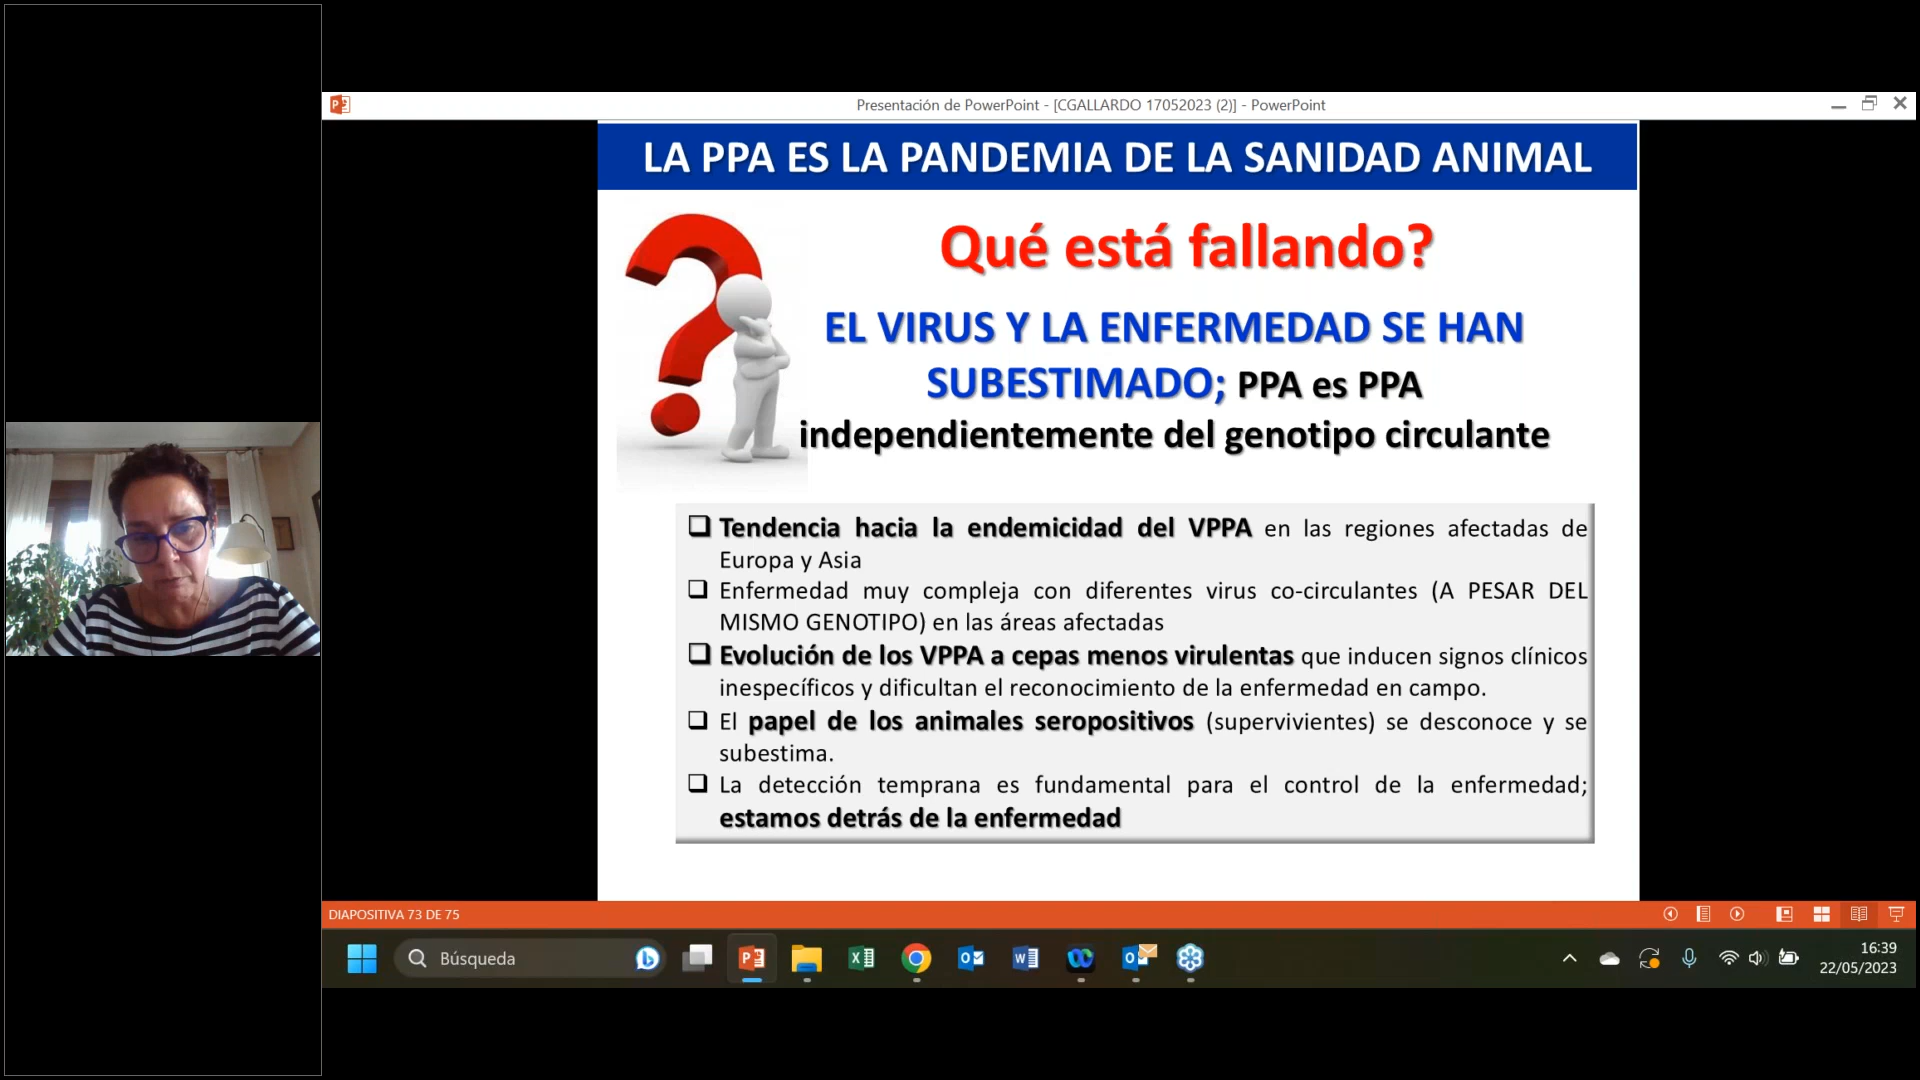 Presentación de PowerPoint - [CGALLARDO 17052023 (2)] - PowerPoint
LA PPA ES LA PANDEMIA DE LA SANIDAD ANIMAL
Qué está fallando?
EL VIRUS Y LA ENFERMEDAD SE HAN
SUBESTIMADO; PPA es PPA
independientemente del genotipo circulante
Tendencia hacia la endemicidad del VPPA en las regiones afectadas de
Europa y Asia
Enfermedad muy compleja con diferentes virus co-circulantes (A PESAR DEL
MISMO GENOTIPO) en las áreas afectadas
Evolución de los VPPA a cepas menos virulentas que inducen signos clínicos
inespecíficos y dificultan el reconocimiento de la enfermedad en campo.
El papel de los animales seropositivos (supervivientes) se desconoce y se
subestima.
La detección temprana es fundamental para el control de la enfermedad;
estamos detrás de la enfermedad
DIAPOSITIVA 73 DE 75
Búsqueda
16:39
22/05/2023